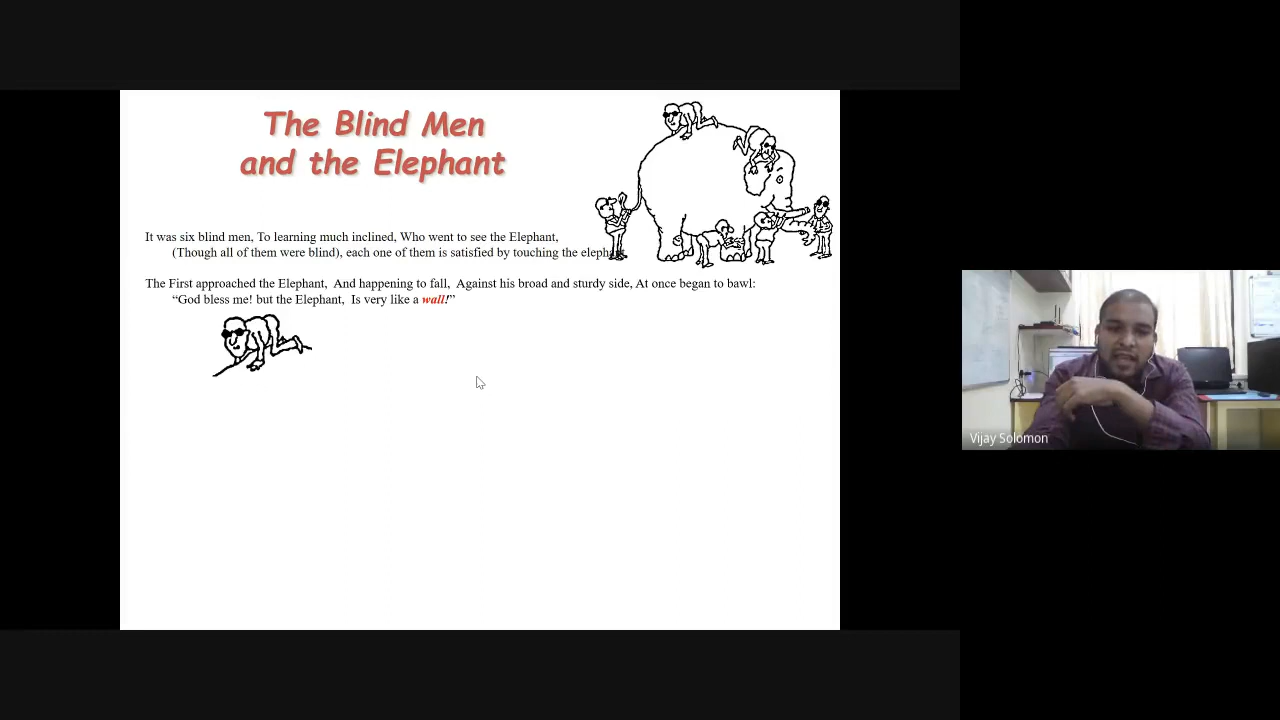 The Blind Men
and the Elephant
It was six blind men, To learning much inclined, Who went to see the Elephant,
(Though all of them were blind), each one of them is satisfied by touching the elephant
The First approached the Elephant, And happening to fall, Against his broad and sturdy side, At once began to bawl:
“God bless me! but the Elephant, Is very like a wall!”
Vijay Solomon